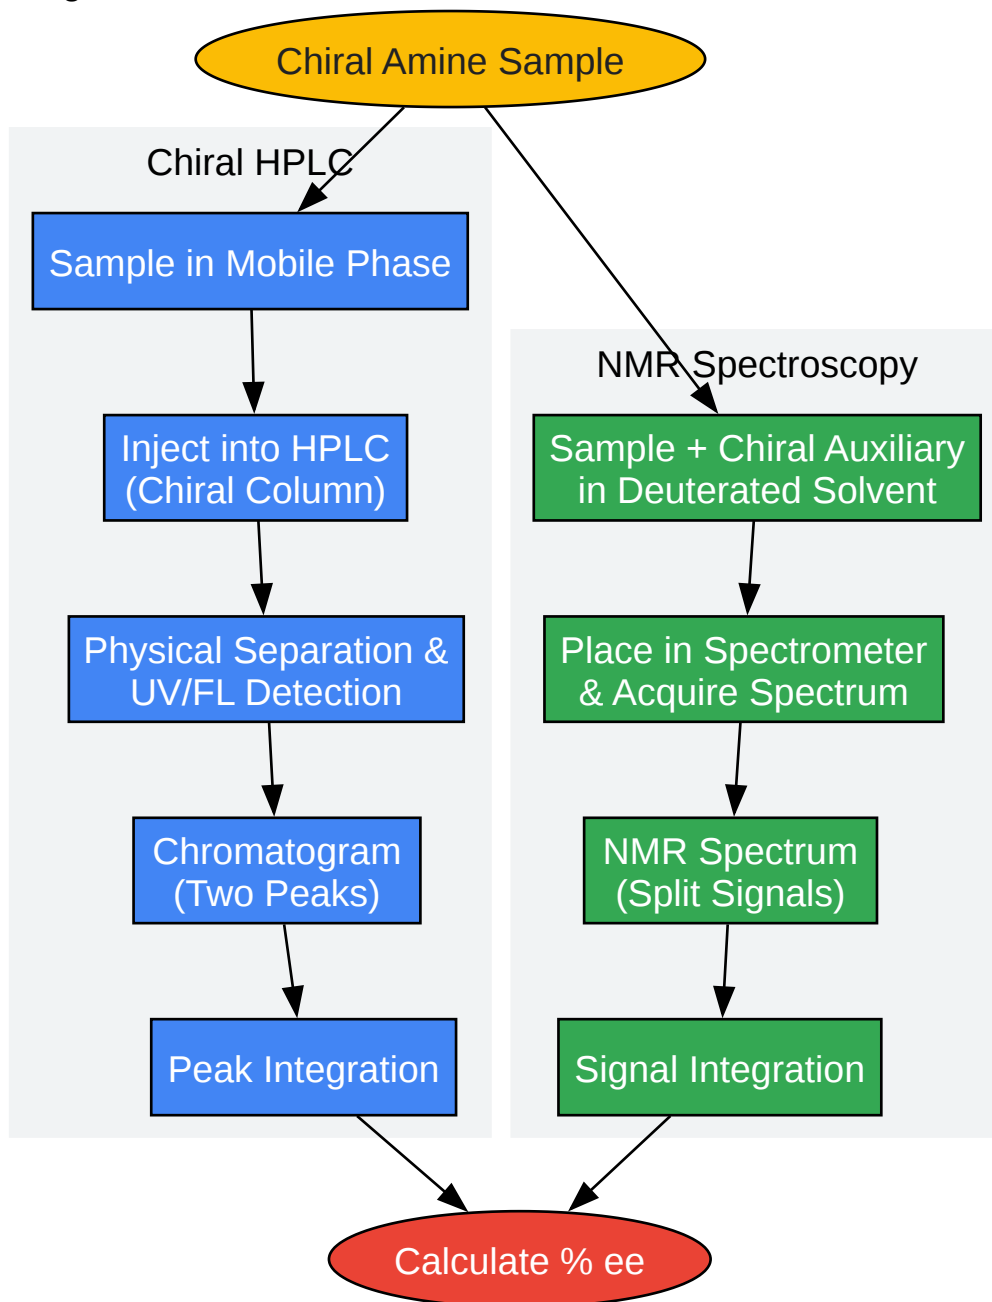 Chiral Amine Sample
Chiral HPLC
Sample in Mobile Phase
Inject into HPLC
(Chiral Column)
Physical Separation &
UV/FL Detection
Chromatogram
(Two Peaks)
Peak Integration
NMR Spectroscopy
Sample + Chiral Auxiliary
in Deuterated Solvent
Place in Spectrometer
& Acquire Spectrum
NMR Spectrum
(Split Signals)
Signal Integration
Calculate % ee